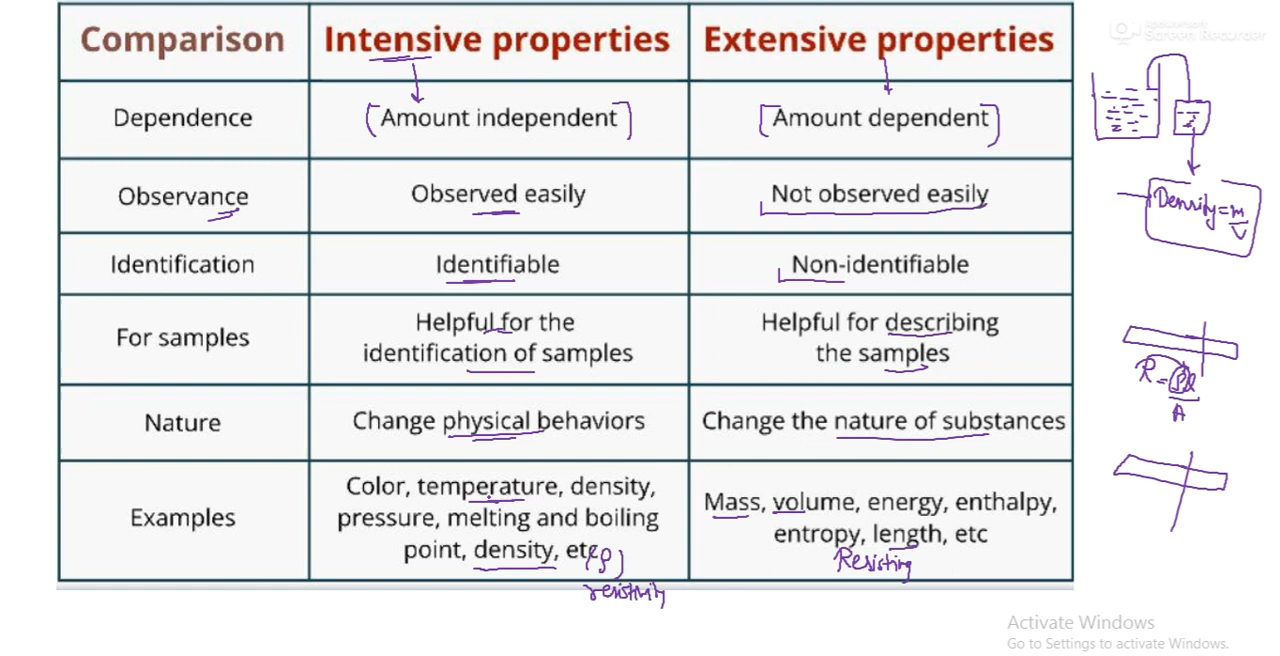 Comparison Intensive properties Extensive properties
Dependence Amount independent Amount dependent
Observance Observed easily Not observed easily
Identification Identifiable Non-identifiable
For samples
Helpful for the
identification of samples
Helpful for describing
the samples
Nature Change physical behaviors Change the nature of substances
Examples
Color, temperature, density,
pressure, melting and boiling
point, density, etc
(ρ)
resistivity
Mass, volume, energy, enthalpy,
entropy, length, etc
Screen Recorder
Density = m
V
R = ρl
A
Activate Windows
Go to Settings to activate Windows.